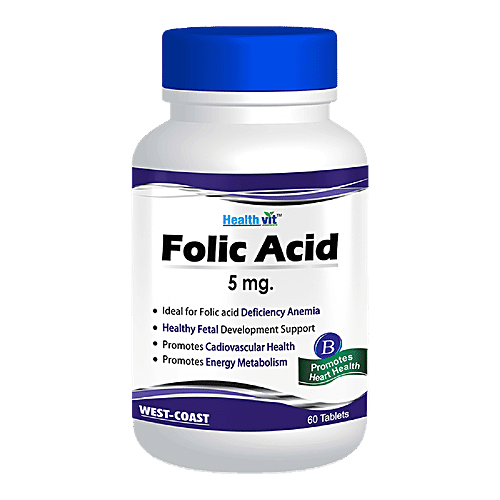 Healthvit™
Folic Acid
5 mg.
• Ideal for Folic acid Deficiency Anemia
• Healthy Fetal Development Support
• Promotes Cadiovascular Health
• Promotes Energy Metabolism
B
Promotes
Heart Health
WEST-COAST
60 Tablets